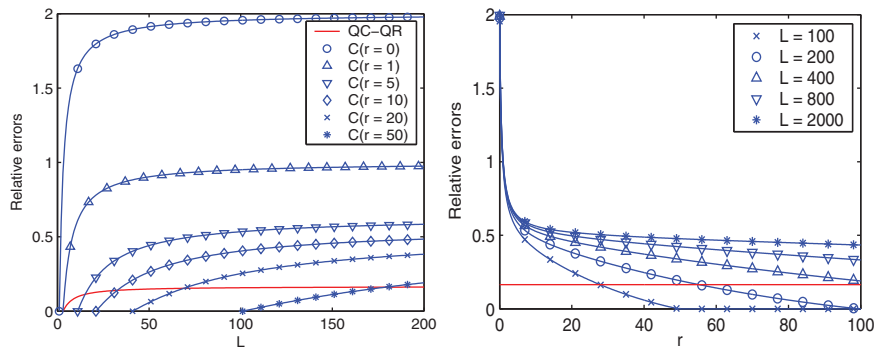 2
1.5
1
0.5
0
0
50
100
150
200
L
Relative errors
QC−QR
C(r = 0)
C(r = 1)
C(r = 5)
C(r = 10)
C(r = 20)
C(r = 50)
2
1.5
1
0.5
0
0
20
40
60
80
100
r
Relative errors
L = 100
L = 200
L = 400
L = 800
L = 2000